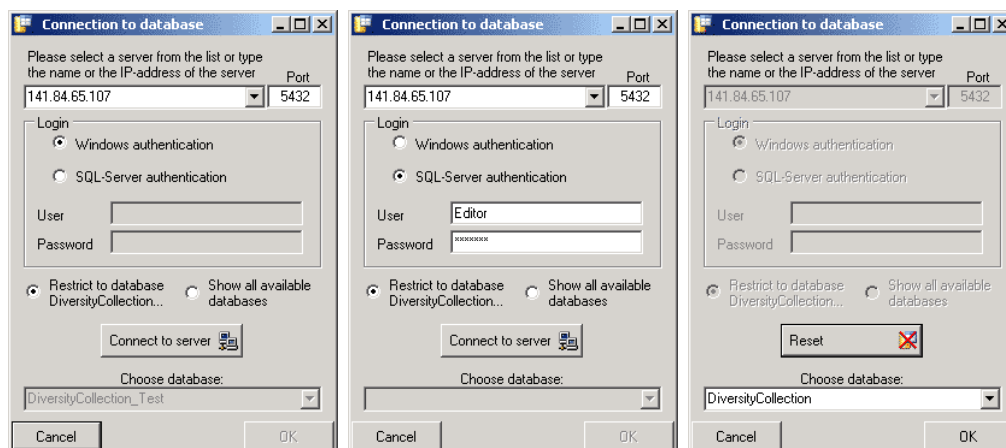 Connection to database
Please select a server from the list or type
the name or the IP-address of the server
Port
141.84.65.107
5432
Login
Windows authentication
SQL-Server authentication
User
Password
Restrict to database
DiversityCollection...
Show all available
databases
Connect to server
Choose database:
DiversityCollection_Test
Cancel
OK
Connection to database
Please select a server from the list or type
the name or the IP-address of the server
Port
141.84.65.107
5432
Login
Windows authentication
SQL-Server authentication
User
Editor
Password
*******
Restrict to database
DiversityCollection...
Show all available
databases
Connect to server
Choose database:
Cancel
OK
Connection to database
Please select a server from the list or type
the name or the IP-address of the server
Port
141.84.65.107
5432
Login
Windows authentication
SQL-Server authentication
User
Password
Restrict to database
DiversityCollection...
Show all available
databases
Reset
Choose database:
DiversityCollection
Cancel
OK